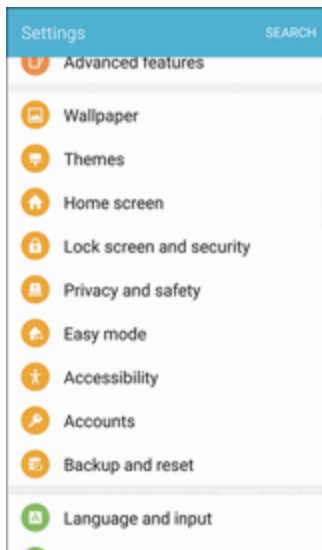 Settings SEARCH
Advanced features
Wallpaper
Themes
Home screen
Lock screen and security
Privacy and safety
Easy mode
Accessibility
Accounts
Backup and reset
A Language and input